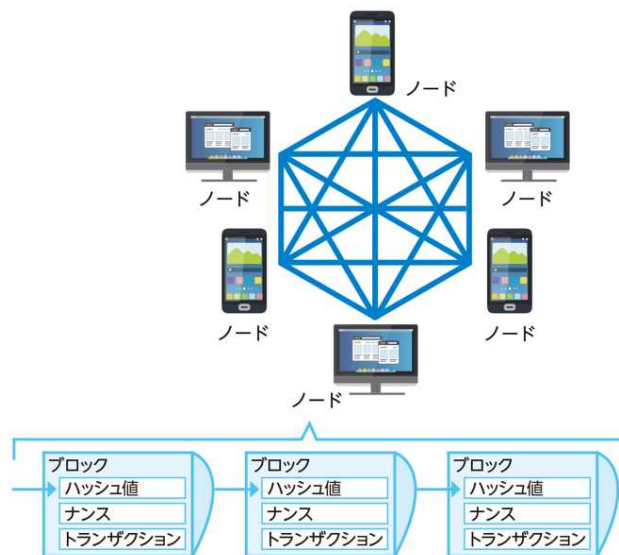 ノード
ノード
ノード
ノード
ノード
ノード
ブロック
ハッシュ値
ナンス
トランザクション
ブロック
ハッシュ値
ナンス
トランザクション
ブロック
ハッシュ値
ナンス
トランザクション